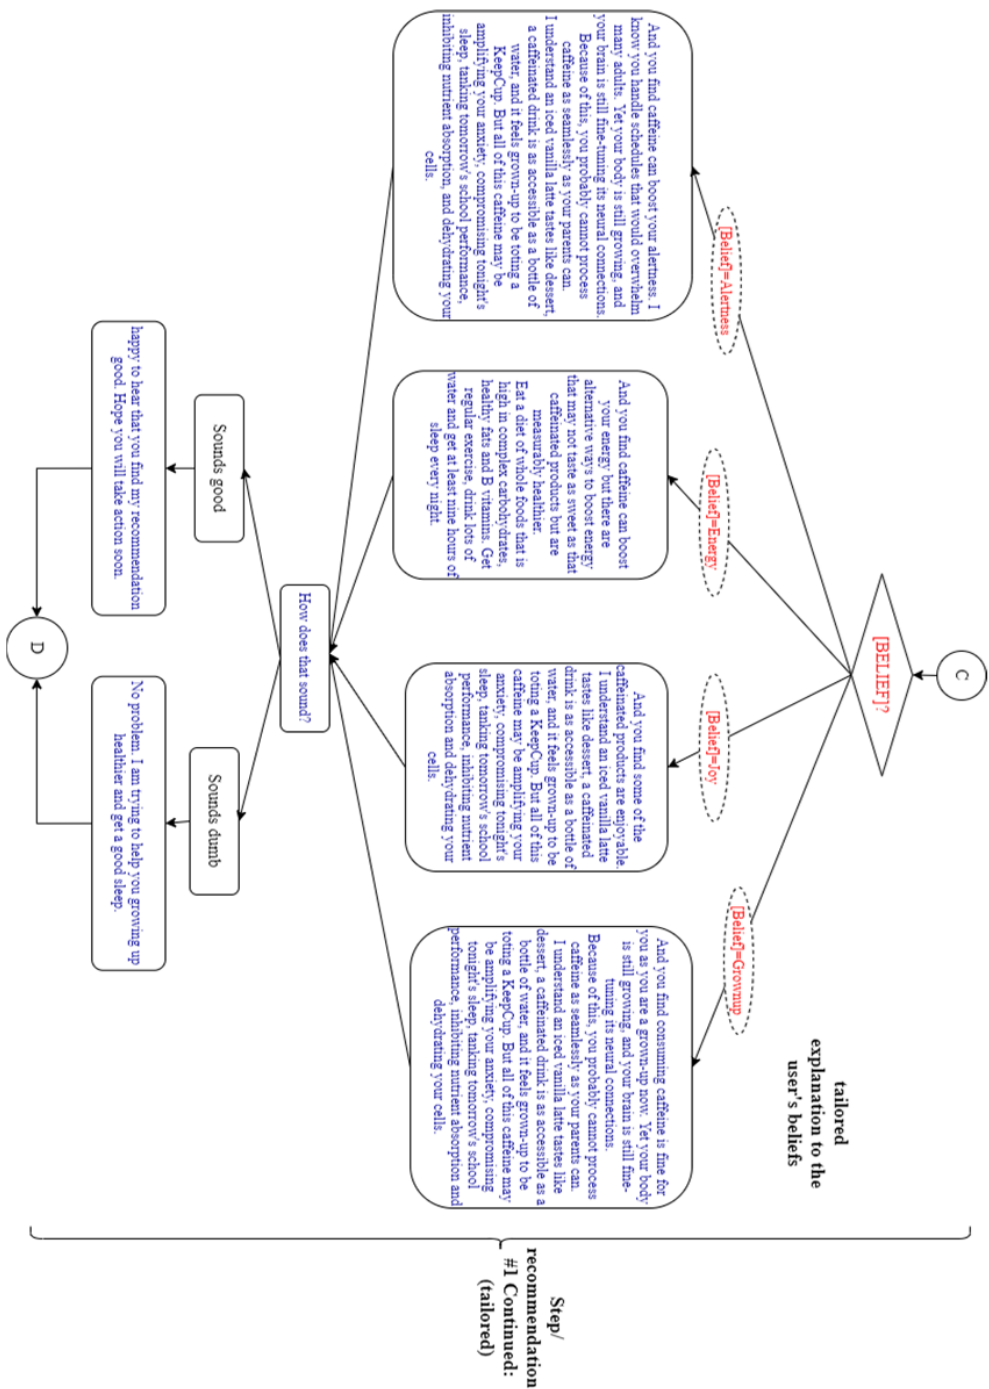 C
[BELIEF]?
tailored
explanation to the
user's beliefs
[Belief]=Alertness
[Belief]=Energy
[Belief]=Joy
[Belief]=Grownup
And you find caffeine can boost your alertness. I
know you handle schedules that would overwhelm
many adults. Yet your body is still growing, and
your brain is still fine-tuning its neural connections.
Because of this, you probably cannot process
caffeine as seamlessly as your parents can.
I understand an iced vanilla latte tastes like dessert,
a caffeinated drink is as accessible as a bottle of
water, and it feels grown-up to be toting a
KeepCup. But all of this caffeine may be
amplifying your anxiety, compromising tonight's
sleep, tanking tomorrow's school performance,
inhibiting nutrient absorption, and dehydrating your
cells.
And you find caffeine can boost
your energy but there are
alternative ways to boost energy
that may not taste as sweet as that
caffeinated products but are
measurably healthier.
Eat a diet of whole foods that is
high in complex carbohydrates,
healthy fats and B vitamins. Get
regular exercise, drink lots of
water and get at least nine hours of
sleep every night.
And you find some of the
caffeinated products are enjoyable.
I understand an iced vanilla latte
tastes like dessert, a caffeinated
drink is as accessible as a bottle of
water, and it feels grown-up to be
toting a KeepCup. But all of this
caffeine may be amplifying your
anxiety, compromising tonight's
sleep, tanking tomorrow's school
performance, inhibiting nutrient
absorption and dehydrating your
cells.
And you find consuming caffeine is fine for
you as you are a grown-up now. Yet your body
is still growing, and your brain is still fine-
tuning its neural connections.
Because of this, you probably cannot process
caffeine as seamlessly as your parents can.
I understand an iced vanilla latte tastes like
dessert, a caffeinated drink is as accessible as a
bottle of water, and it feels grown-up to be
toting a KeepCup. But all of this caffeine may
be amplifying your anxiety, compromising
tonight's sleep, tanking tomorrow's school
performance, inhibiting nutrient absorption and
dehydrating your cells.
How does that sound?
Sounds good
Sounds dumb
happy to hear that you find my recommendation
good. Hope you will take action soon.
No problem. I am trying to help you growing up
healthier and get a good sleep.
D
Step/
recommendation
#1 Continued:
(tailored)